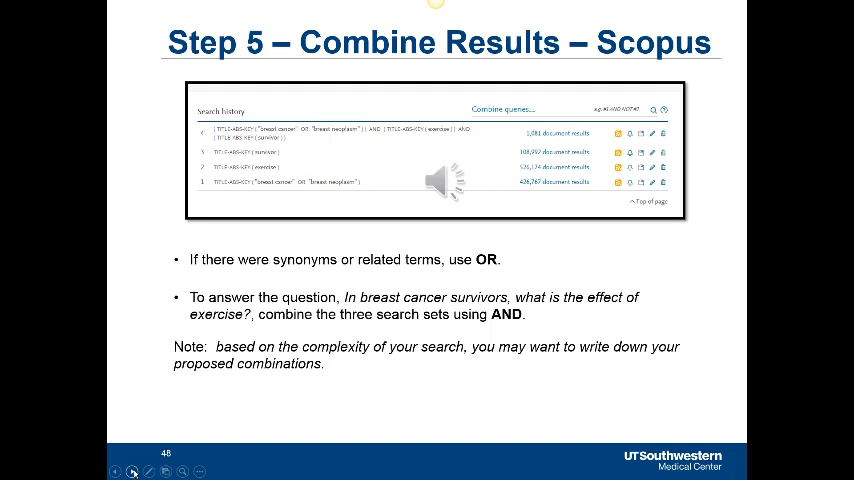 Step 5 – Combine Results – Scopus
Search history
Combine queries...
e.g. #1 AND NOT #3
4 ( TITLE-ABS-KEY ( "breast cancer" OR "breast neoplasm" ) ) AND ( TITLE-ABS-KEY ( exercise ) ) AND
( TITLE-ABS-KEY ( survivor ) )
1,081 document results
3 TITLE-ABS-KEY ( survivor ) 108,992 document results
2 TITLE-ABS-KEY ( exercise ) 526,174 document results
1 TITLE-ABS-KEY ( "breast cancer" OR "breast neoplasm" ) 426,767 document results
Top of page
• If there were synonyms or related terms, use OR.
• To answer the question, In breast cancer survivors, what is the effect of
exercise?, combine the three search sets using AND.
Note: based on the complexity of your search, you may want to write down your
proposed combinations.
48
UTSouthwestern
Medical Center